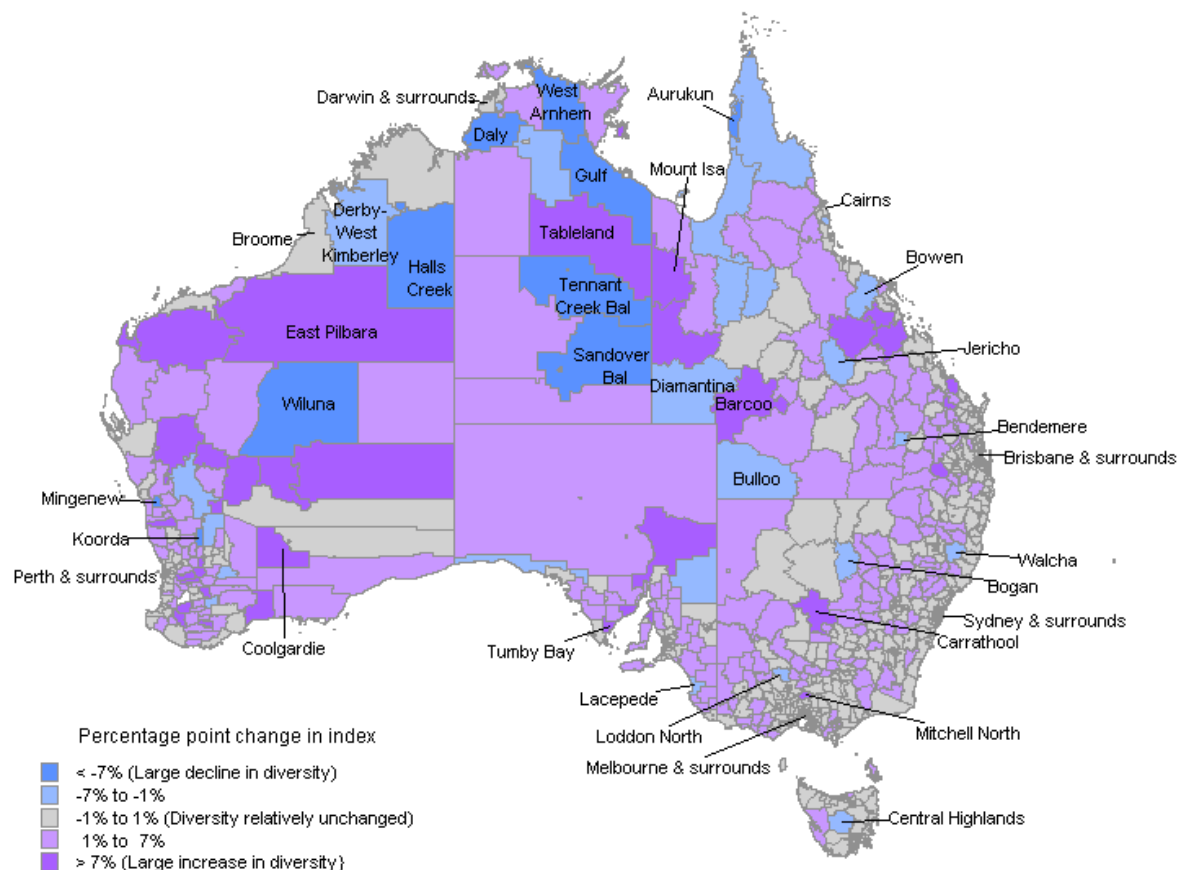 Darwin & surrounds
West
Arnhem
Aurukun
Daly
Mount Isa
Gulf
Cairns
Derby-
West
Kimberley
Broome
Tableland
Halls
Creek
Bowen
Tennant
Creek Bal
East Pilbara
Jericho
Sandover
Bal
Diamantina
Wiluna
Barcoo
Bendemere
Brisbane & surrounds
Bulloo
Mingenew
Koorda
Walcha
Perth & surrounds
Bogan
Sydney & surrounds
Carrathool
Coolgardie
Tumby Bay
Lacepede
Loddon North
Mitchell North
Melbourne & surrounds
Central Highlands
Percentage point change in index
< -7% (Large decline in diversity)
-7% to -1%
-1% to 1% (Diversity relatively unchanged)
1% to 7%
> 7% (Large increase in diversity}